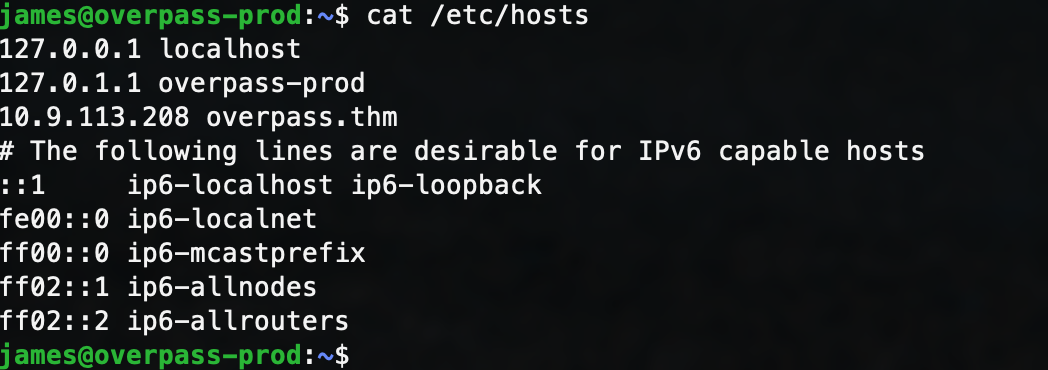 james@overpass-prod:~$ cat /etc/hosts
127.0.0.1 localhost
127.0.1.1 overpass-prod
10.9.113.208 overpass.thm
# The following lines are desirable for IPv6 capable hosts
::1     ip6-localhost ip6-loopback
fe00::0 ip6-localnet
ff00::0 ip6-mcastprefix
ff02::1 ip6-allnodes
ff02::2 ip6-allrouters
james@overpass-prod:~$